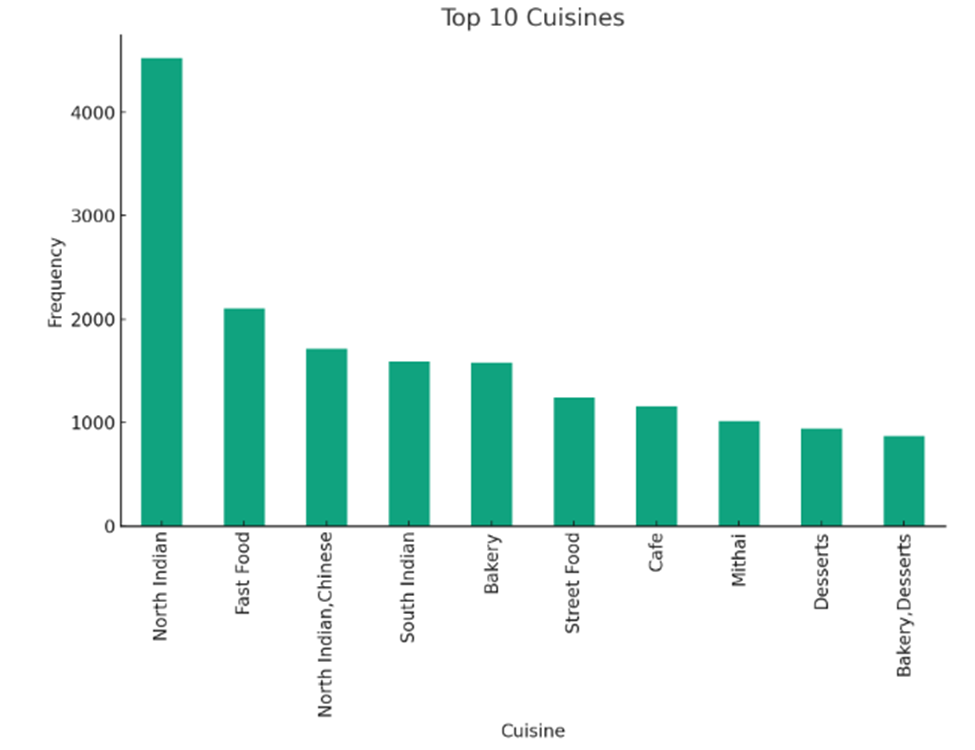 Top 10 Cuisines
Frequency
4000
3000
2000
1000
0
North Indian
Fast Food
North Indian,Chinese
South Indian
Bakery
Street Food
Cafe
Mithai
Desserts
Bakery,Desserts
Cuisine